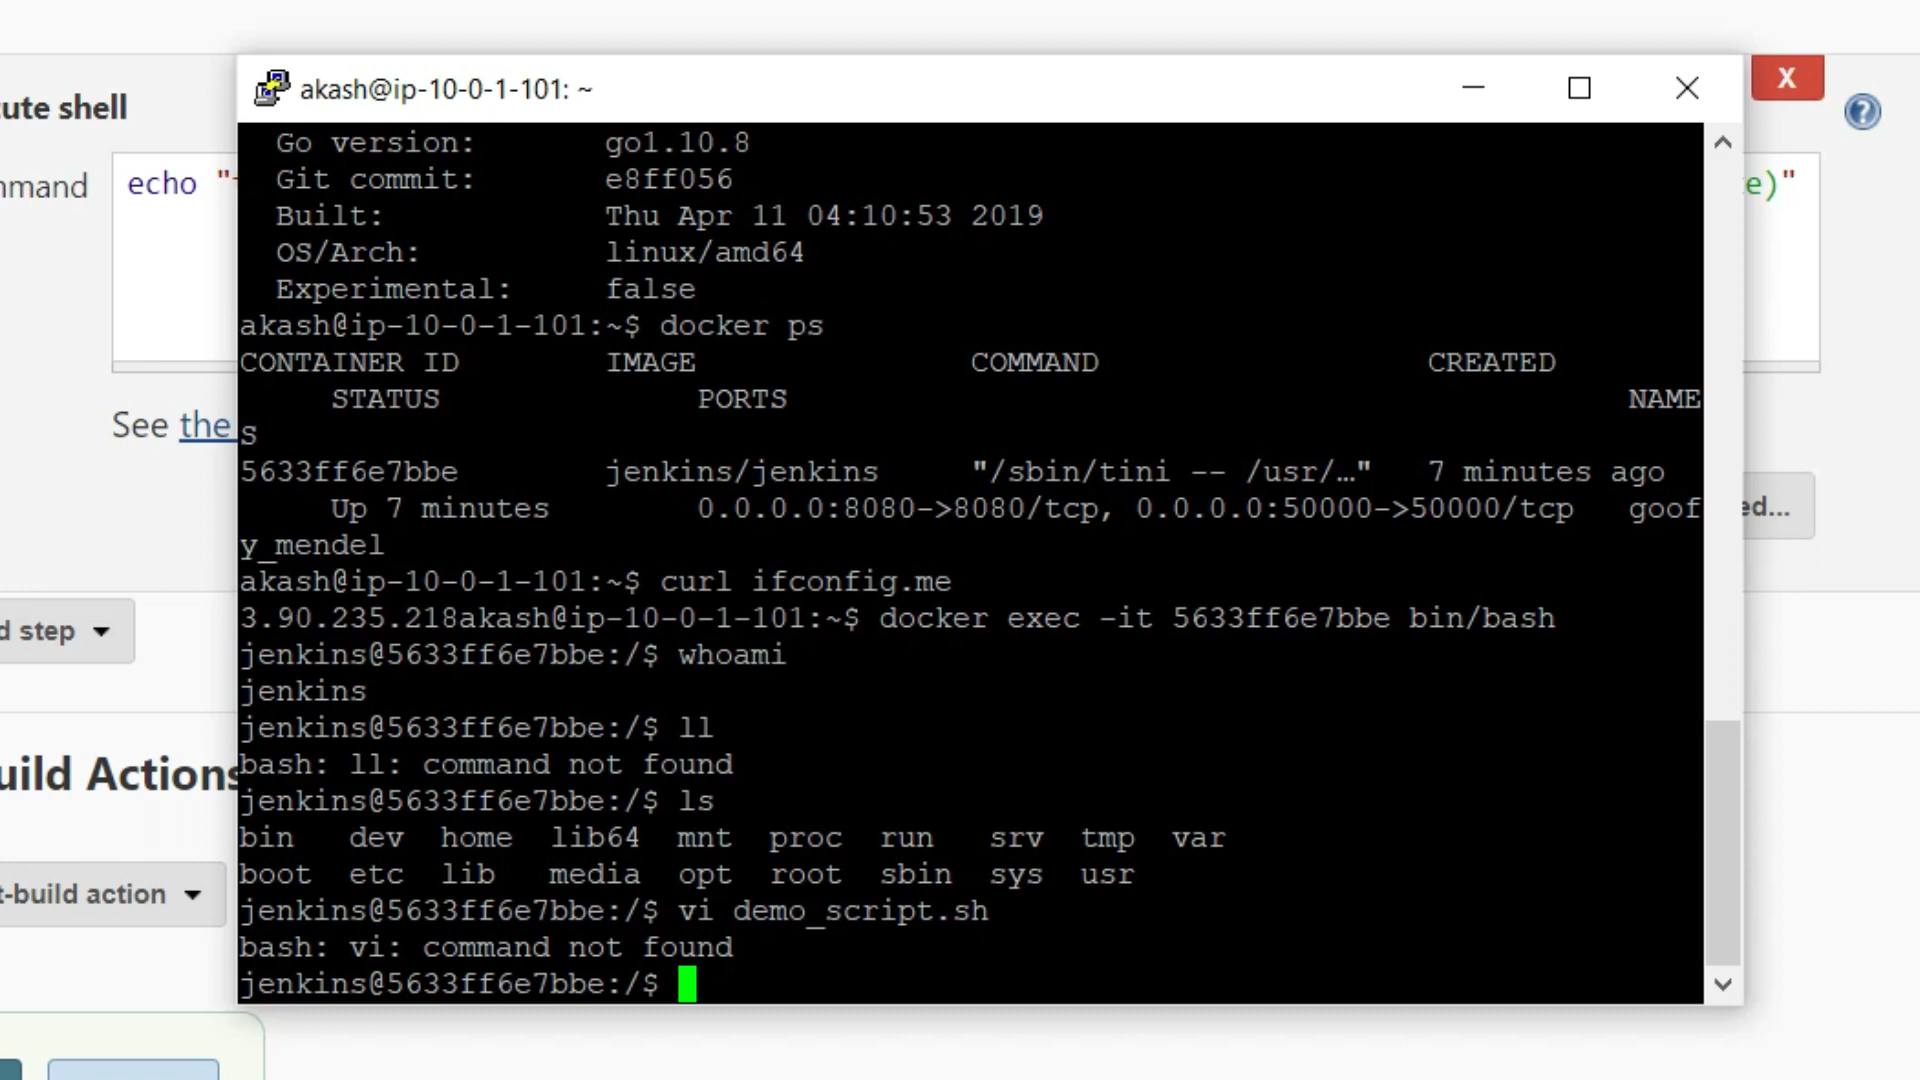 akash@ip-10-0-1-101: ~
X
cute shell
mmand
echo "
e)"
See the
ed...
d step
uild Actions
t-build action
Go version: go1.10.8
Git commit: e8ff056
Built: Thu Apr 11 04:10:53 2019
OS/Arch: linux/amd64
Experimental: false
akash@ip-10-0-1-101:~$ docker ps
CONTAINER ID IMAGE COMMAND CREATED
STATUS PORTS NAME
S
5633ff6e7bbe jenkins/jenkins "/sbin/tini -- /usr/…" 7 minutes ago
Up 7 minutes 0.0.0.0:8080->8080/tcp, 0.0.0.0:50000->50000/tcp goof
y_mendel
akash@ip-10-0-1-101:~$ curl ifconfig.me
3.90.235.218akash@ip-10-0-1-101:~$ docker exec -it 5633ff6e7bbe bin/bash
jenkins@5633ff6e7bbe:/$ whoami
jenkins
jenkins@5633ff6e7bbe:/$ ll
bash: ll: command not found
jenkins@5633ff6e7bbe:/$ ls
bin dev home lib64 mnt proc run srv tmp var
boot etc lib media opt root sbin sys usr
jenkins@5633ff6e7bbe:/$ vi demo_script.sh
bash: vi: command not found
jenkins@5633ff6e7bbe:/$